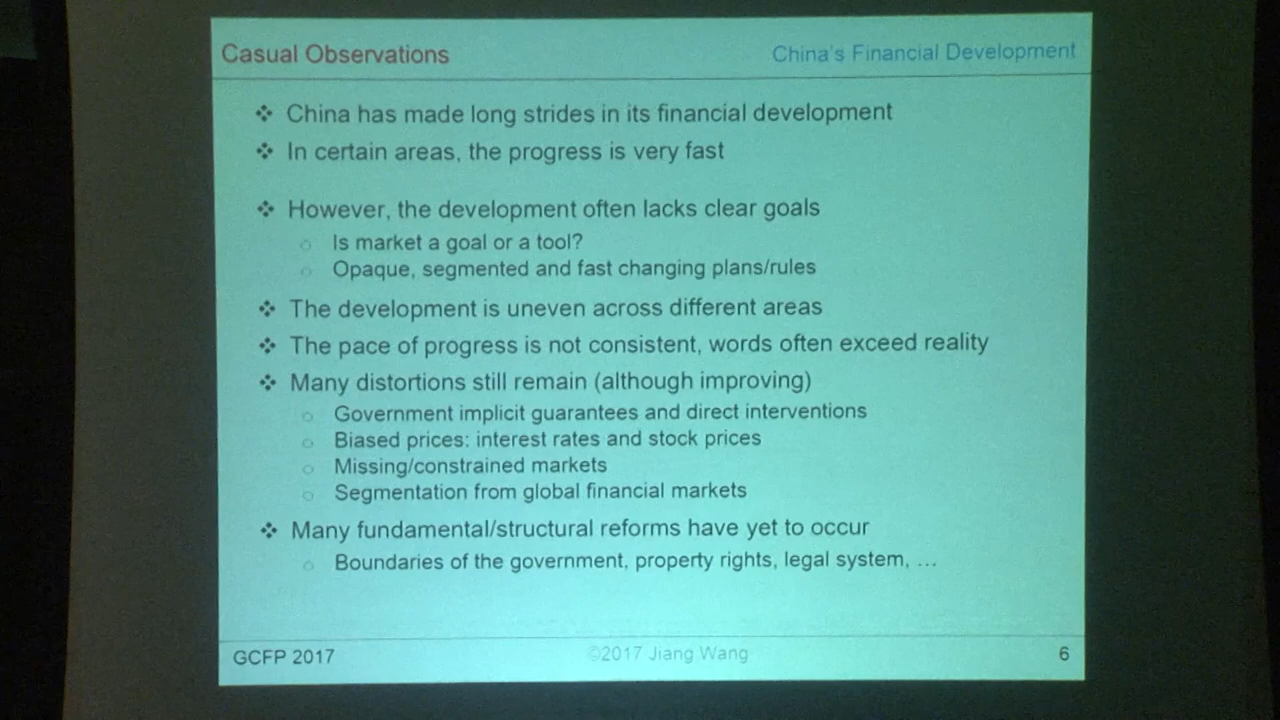 Casual Observations China's Financial Development
❖ China has made long strides in its financial development
❖ In certain areas, the progress is very fast
❖ However, the development often lacks clear goals
○ Is market a goal or a tool?
○ Opaque, segmented and fast changing plans/rules
❖ The development is uneven across different areas
❖ The pace of progress is not consistent, words often exceed reality
❖ Many distortions still remain (although improving)
○ Government implicit guarantees and direct interventions
○ Biased prices: interest rates and stock prices
○ Missing/constrained markets
○ Segmentation from global financial markets
❖ Many fundamental/structural reforms have yet to occur
○ Boundaries of the government, property rights, legal system, ...
GCFP 2017 ©2017 Jiang Wang 6